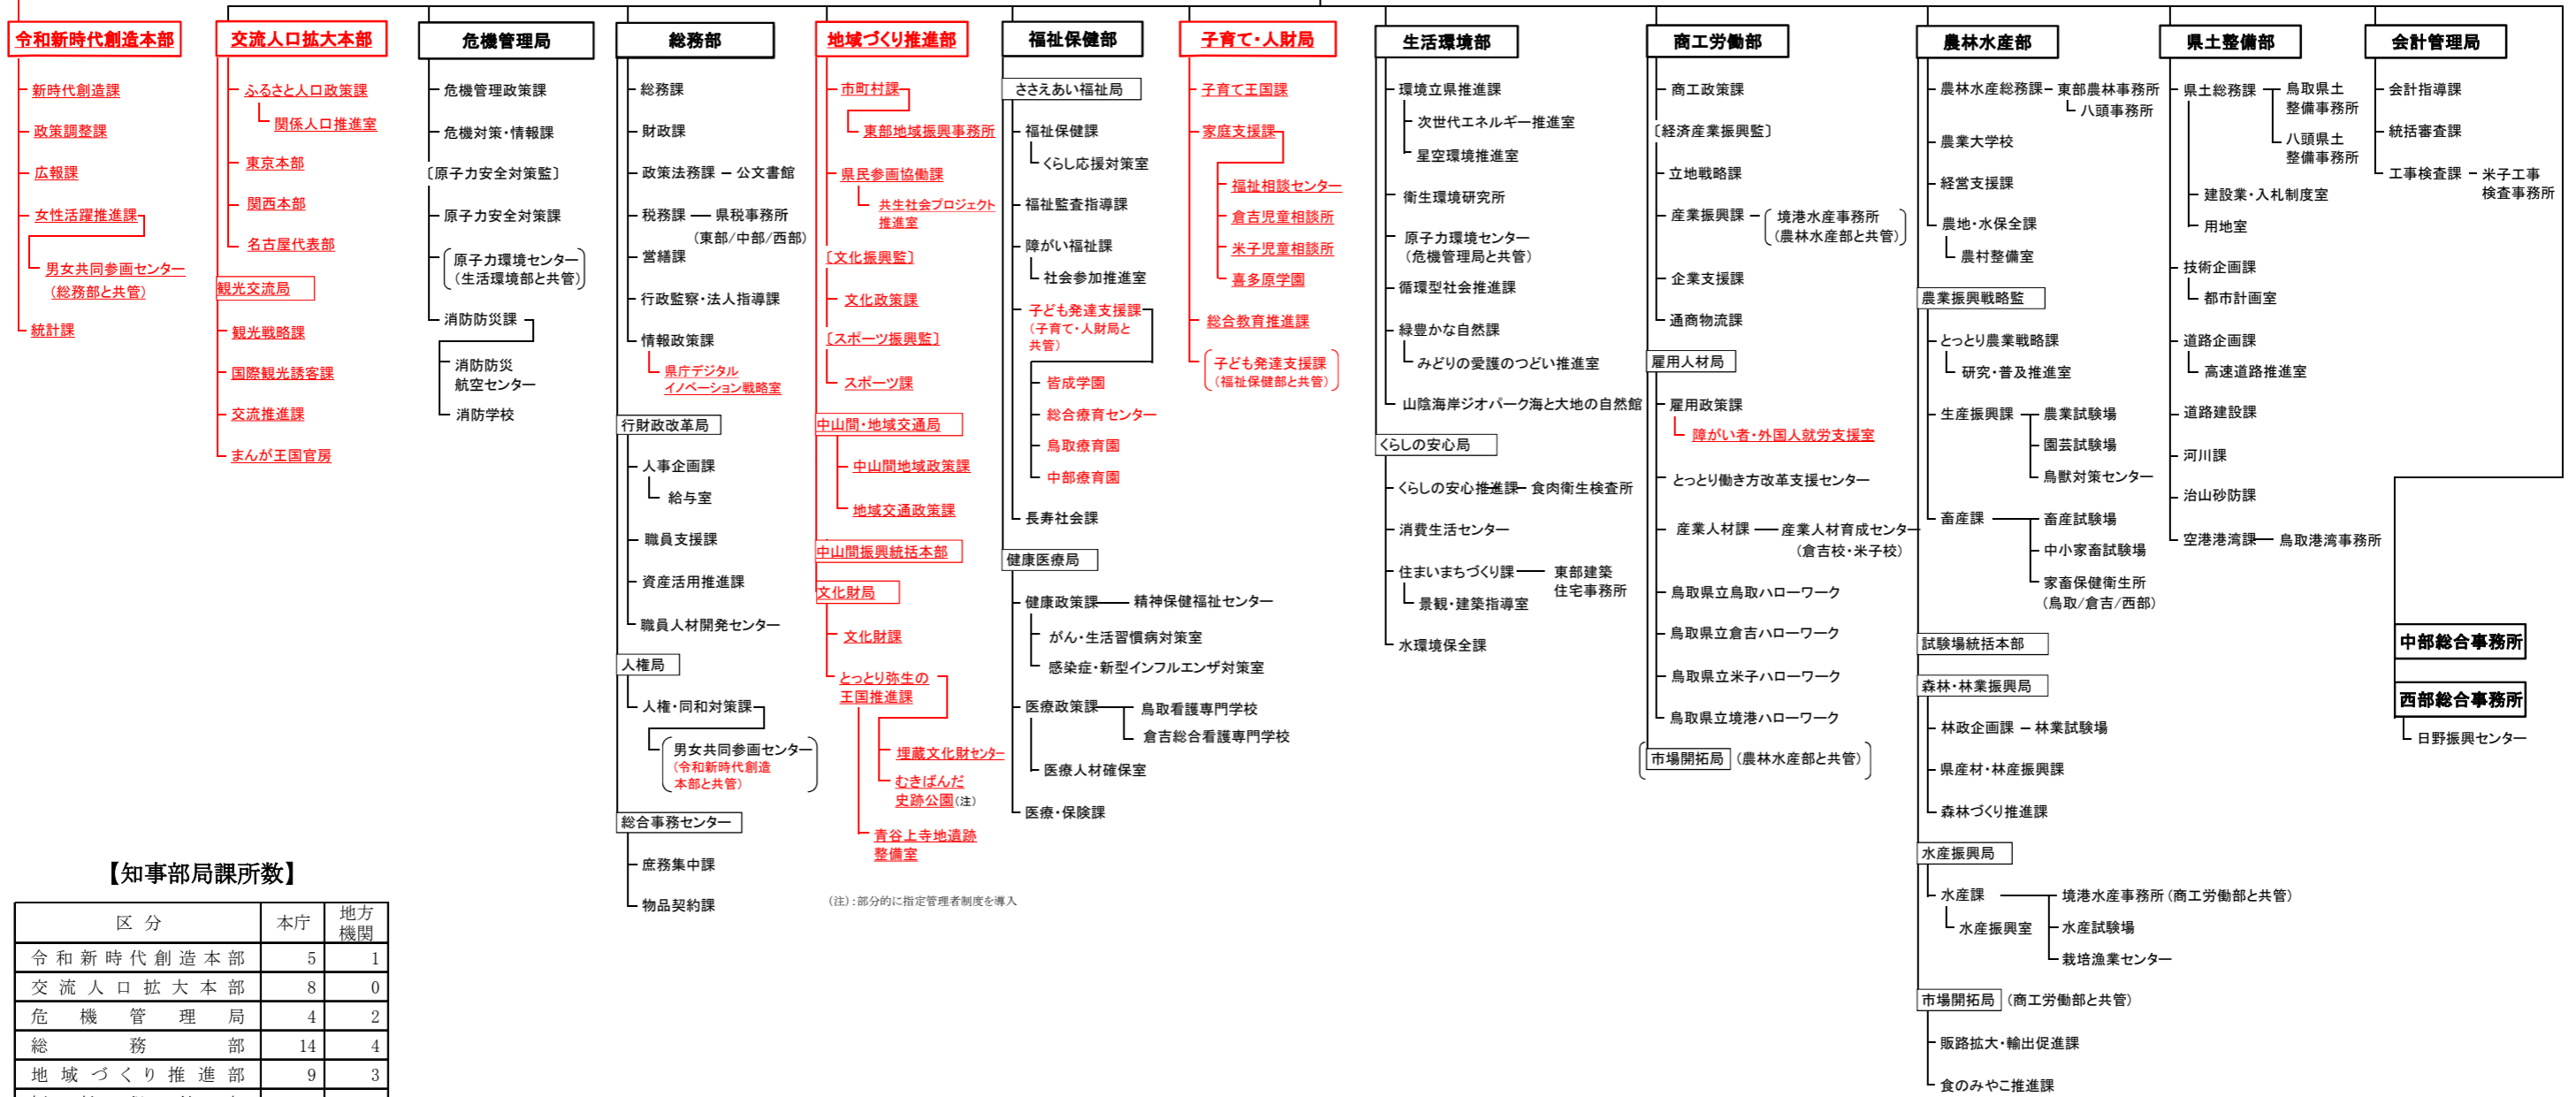 令和新時代創造本部
新時代創造課
政策調整課
広報課
女性活躍推進課
男女共同参画センター
(総務部と共管)
統計課
交流人口拡大本部
ふるさと人口政策課
関係人口推進室
東京本部
関西本部
名古屋代表部
観光交流局
観光戦略課
国際観光誘客課
交流推進課
まんが王国官房
危機管理局
危機管理政策課
危機対策・情報課
〔原子力安全対策監〕
原子力安全対策課
原子力環境センター
(生活環境部と共管)
消防防災課
消防防災
航空センター
消防学校
総務部
総務課
財政課
政策法務課
公文書館
税務課
県税事務所
(東部/中部/西部)
営繕課
行政監察・法人指導課
情報政策課
県庁デジタル
イノベーション戦略室
行財政改革局
人事企画課
給与室
職員支援課
資産活用推進課
職員人材開発センター
人権局
人権・同和対策課
男女共同参画センター
(令和新時代創造
本部と共管)
総合事務センター
庶務集中課
物品契約課
地域づくり推進部
市町村課
東部地域振興事務所
県民参画協働課
共生社会プロジェクト
推進室
〔文化振興監〕
文化政策課
〔スポーツ振興監〕
スポーツ課
中山間・地域交通局
中山間地域政策課
地域交通政策課
中山間振興統括本部
文化財局
文化財課
とっとり弥生の
王国推進課
埋蔵文化財センター
むきばんだ
史跡公園(注)
青谷上寺地遺跡
整備室
(注):部分的に指定管理者制度を導入
福祉保健部
ささえあい福祉局
福祉保健課
くらし応援対策室
福祉監査指導課
障がい福祉課
社会参加推進室
子ども発達支援課
(子育て・人財局と
共管)
皆成学園
総合療育センター
鳥取療育園
中部療育園
長寿社会課
健康医療局
健康政策課
精神保健福祉センター
がん・生活習慣病対策室
感染症・新型インフルエンザ対策室
医療政策課
鳥取看護専門学校
倉吉総合看護専門学校
医療人材確保室
医療・保険課
子育て・人財局
子育て王国課
家庭支援課
福祉相談センター
倉吉児童相談所
米子児童相談所
喜多原学園
総合教育推進課
子ども発達支援課
(福祉保健部と共管)
生活環境部
環境立県推進課
次世代エネルギー推進室
星空環境推進室
衛生環境研究所
原子力環境センター
(危機管理局と共管)
循環型社会推進課
緑豊かな自然課
みどりの愛護のつどい推進室
山陰海岸ジオパーク海と大地の自然館
くらしの安心局
くらしの安心推進課
食肉衛生検査所
消費生活センター
住まいまちづくり課
東部建築
住宅事務所
景観・建築指導室
水環境保全課
商工労働部
商工政策課
〔経済産業振興監〕
立地戦略課
産業振興課
境港水産事務所
(農林水産部と共管)
企業支援課
通商物流課
雇用人材局
雇用政策課
障がい者・外国人就労支援室
とっとり働き方改革支援センター
産業人材課
産業人材育成センター
(倉吉校・米子校)
鳥取県立鳥取ハローワーク
鳥取県立倉吉ハローワーク
鳥取県立米子ハローワーク
鳥取県立境港ハローワーク
市場開拓局 (農林水産部と共管)
農林水産部
農林水産総務課
東部農林事務所
八頭事務所
農業大学校
経営支援課
農地・水保全課
農村整備室
農業振興戦略監
とっとり農業戦略課
研究・普及推進室
生産振興課
農業試験場
園芸試験場
鳥獣対策センター
畜産課
畜産試験場
中小家畜試験場
家畜保健衛生所
(鳥取/倉吉/西部)
試験場統括本部
森林・林業振興局
林政企画課
林業試験場
県産材・林産振興課
森林づくり推進課
水産振興局
水産課
境港水産事務所(商工労働部と共管)
水産振興室
水産試験場
栽培漁業センター
市場開拓局 (商工労働部と共管)
販路拡大・輸出促進課
食のみやこ推進課
県土整備部
県土総務課
鳥取県土
整備事務所
八頭県土
整備事務所
建設業・入札制度室
用地室
技術企画課
都市計画室
道路企画課
高速道路推進室
道路建設課
河川課
治山砂防課
空港港湾課
鳥取港湾事務所
会計管理局
会計指導課
統括審査課
工事検査課
米子工事
検査事務所
中部総合事務所
西部総合事務所
日野振興センター
【知事部局課所数】
区 分 本庁 地方機関
令和新時代創造本部 5 1
交流人口拡大本部 8 0
危機管理局 4 2
総務部 14 4
地域づくり推進部 9 3